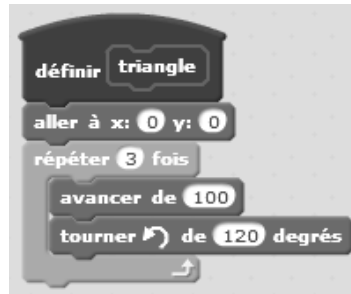 définir triangle
aller à x: 0 y: 0
répéter 3 fois
avancer de 100
tourner de 120 degrés